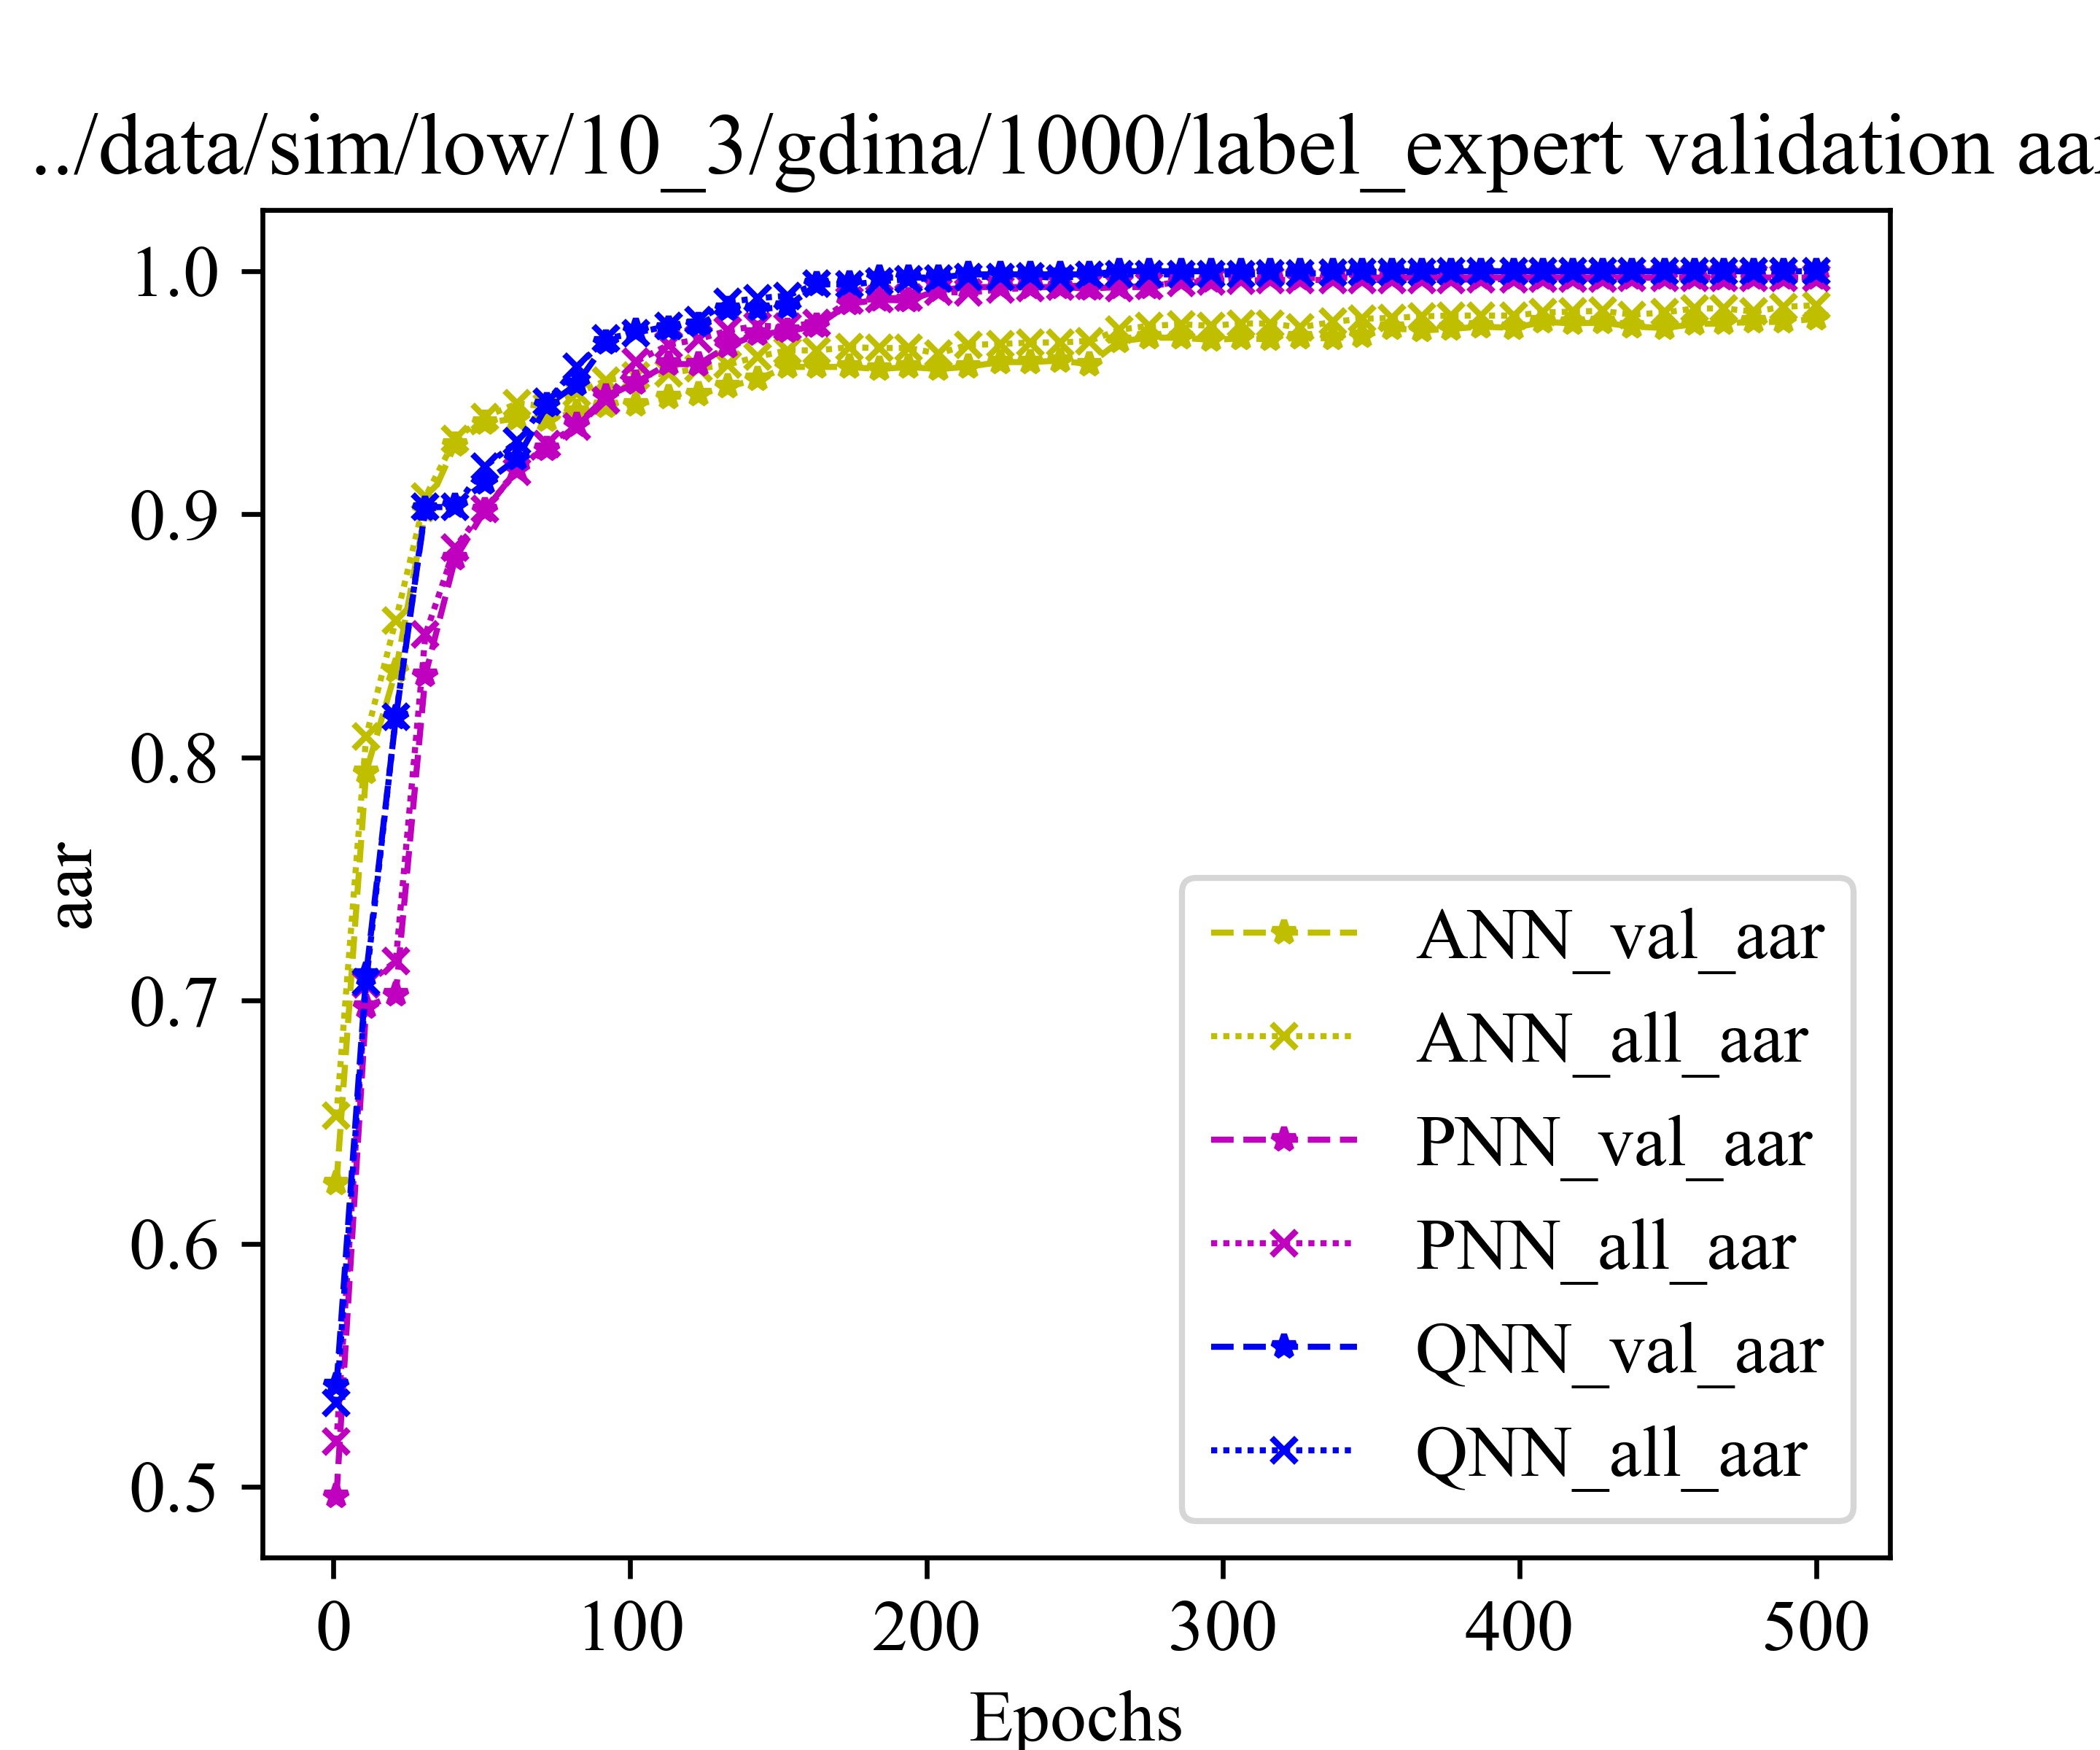 ../data/sim/low/10_3/gdina/1000/label_expert validation
1.0
0.9
0.8
0.7
0.6
0.5
aar
ANN_val_aar
ANN_all_aar
PNN_val_aar
PNN_all_aar
QNN_val_aar
QNN_all_aar
0 100 200 300 400 500
Epochs